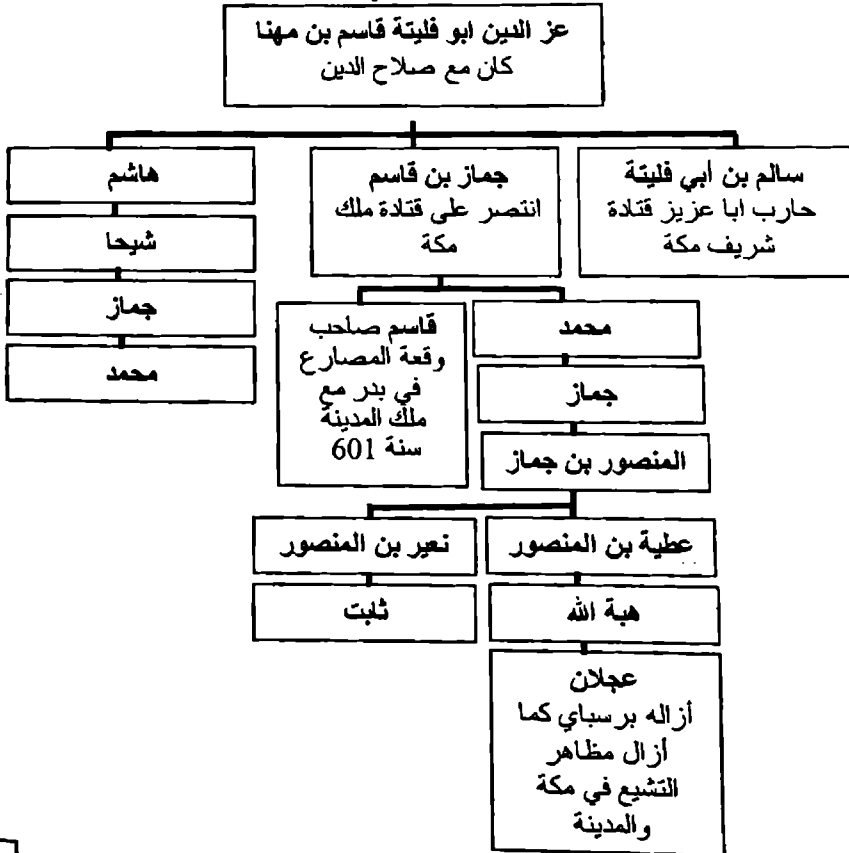 عز الدين ابو فليتة قاسم بن مهنا
كان مع صلاح الدين
سالم بن أبي فليتة
حارب ابا عزيز قتادة
شريف مكة
جماز بن قاسم
انتصر على قتادة ملك
مكة
هاشم
شيحا
جماز
محمد
محمد
جماز
المنصور بن جماز
قاسم صاحب
وقعة المصارع
في بدر مع
ملك المدينة
سنة 601
عطية بن المنصور
هبة الله
عجلان
أزاله برسباي كما
أزال مظاهر
التشيع في مكة
والمدينة
نعير بن المنصور
ثابت